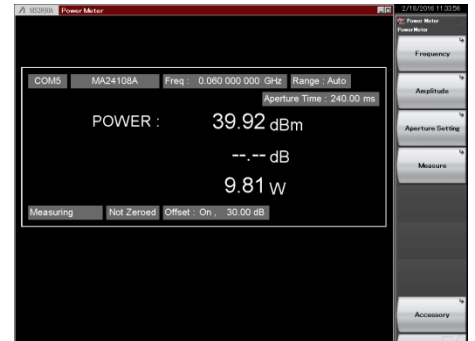 MS2830A Power Meter
2/18/2016 11:33:56
Power Meter
Power Meter
Frequency
Amplitude
Aperture Setting
Measure
Accessory
COM5 MA24108A Freq : 0.060 000 000 GHz Range : Auto
Aperture Time : 240.00 ms
POWER : 39.92 dBm
--.-- dB
9.81 W
Measuring Not Zeroed Offset : On , 30.00 dB